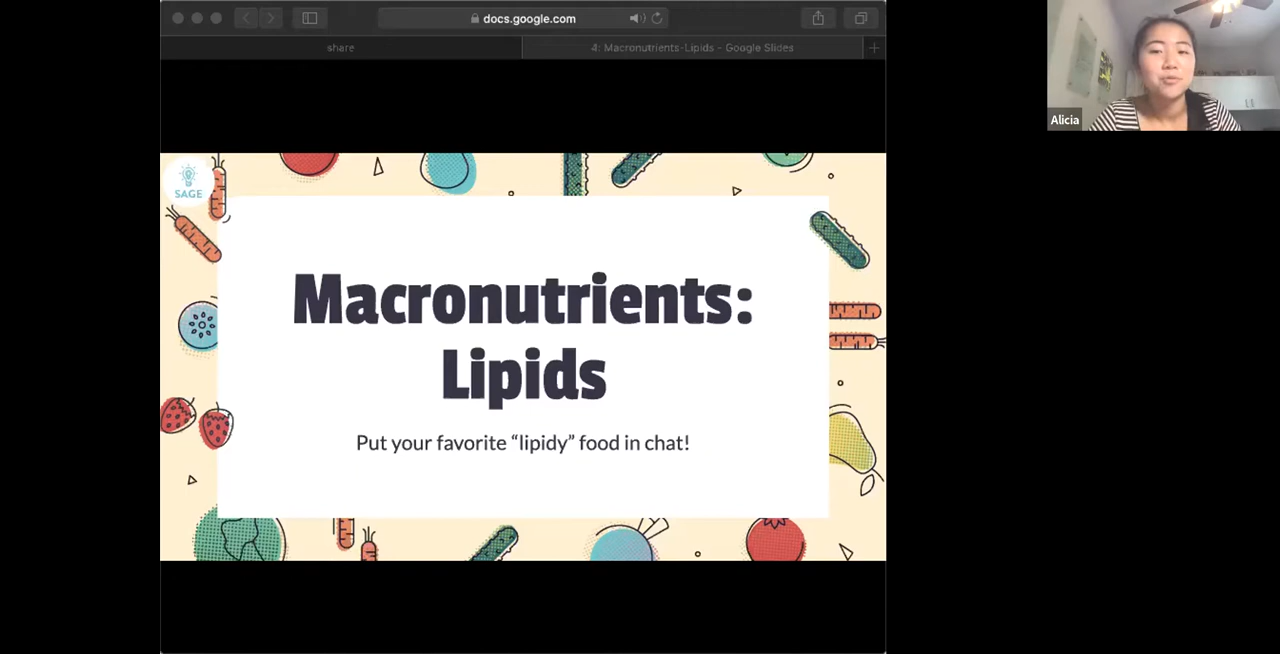 docs.google.com
share
4: Macronutrients-Lipids - Google Slides
Alicia
SAGE
Macronutrients:
Lipids
Put your favorite “lipidy” food in chat!